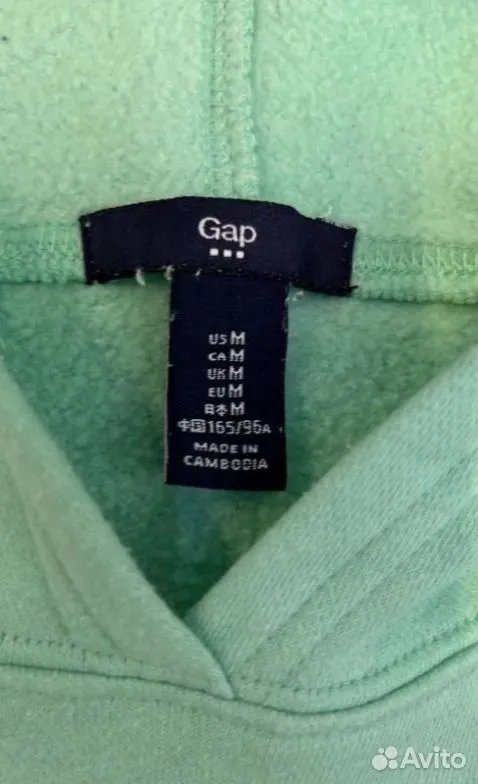 Gap
US M
CA M
UK M
EU M
日本 M
中国 165/96A
MADE IN
CAMBODIA
Avito